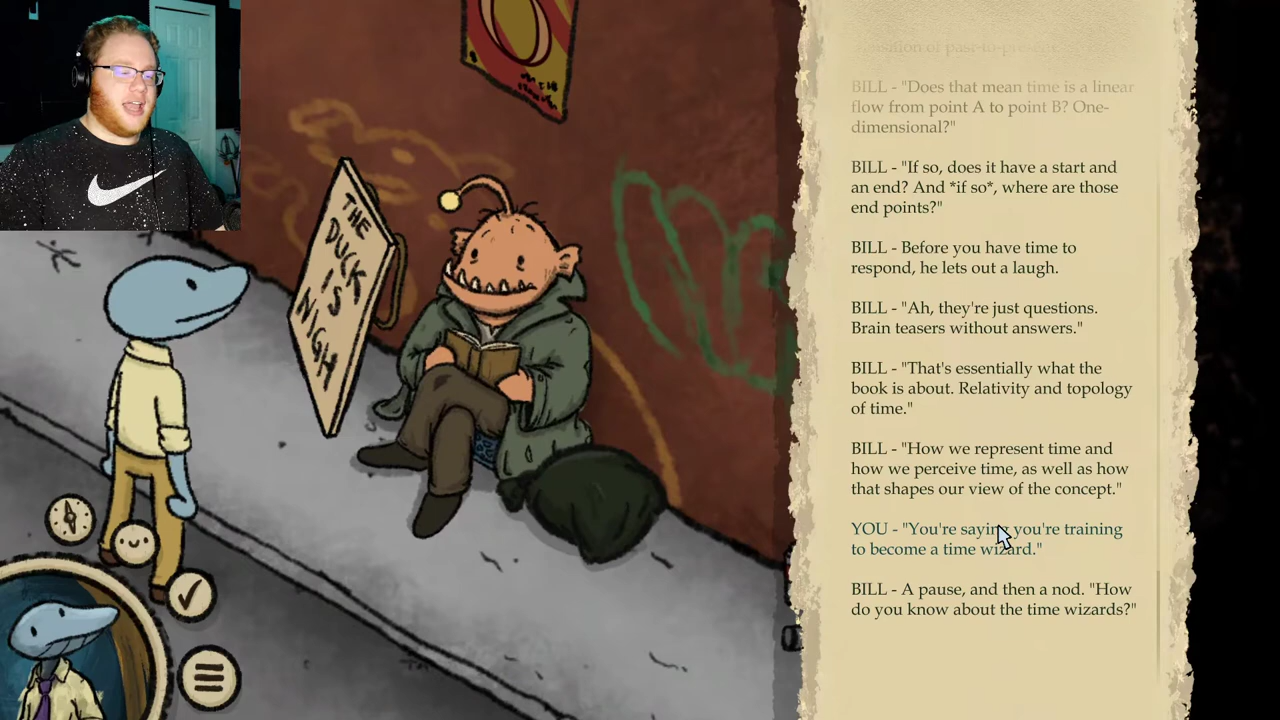 THE
DUCK
IS
NIGH
BILL - "Does that mean time is a linear
flow from point A to point B? One-
dimensional?"
BILL - "If so, does it have a start and
an end? And *if so*, where are those
end points?"
BILL - Before you have time to
respond, he lets out a laugh.
BILL - "Ah, they're just questions.
Brain teasers without answers."
BILL - "That's essentially what the
book is about. Relativity and topology
of time."
BILL - "How we represent time and
how we perceive time, as well as how
that shapes our view of the concept."
YOU - "You're saying you're training
to become a time wizard."
BILL - A pause, and then a nod. "How
do you know about the time wizards?"